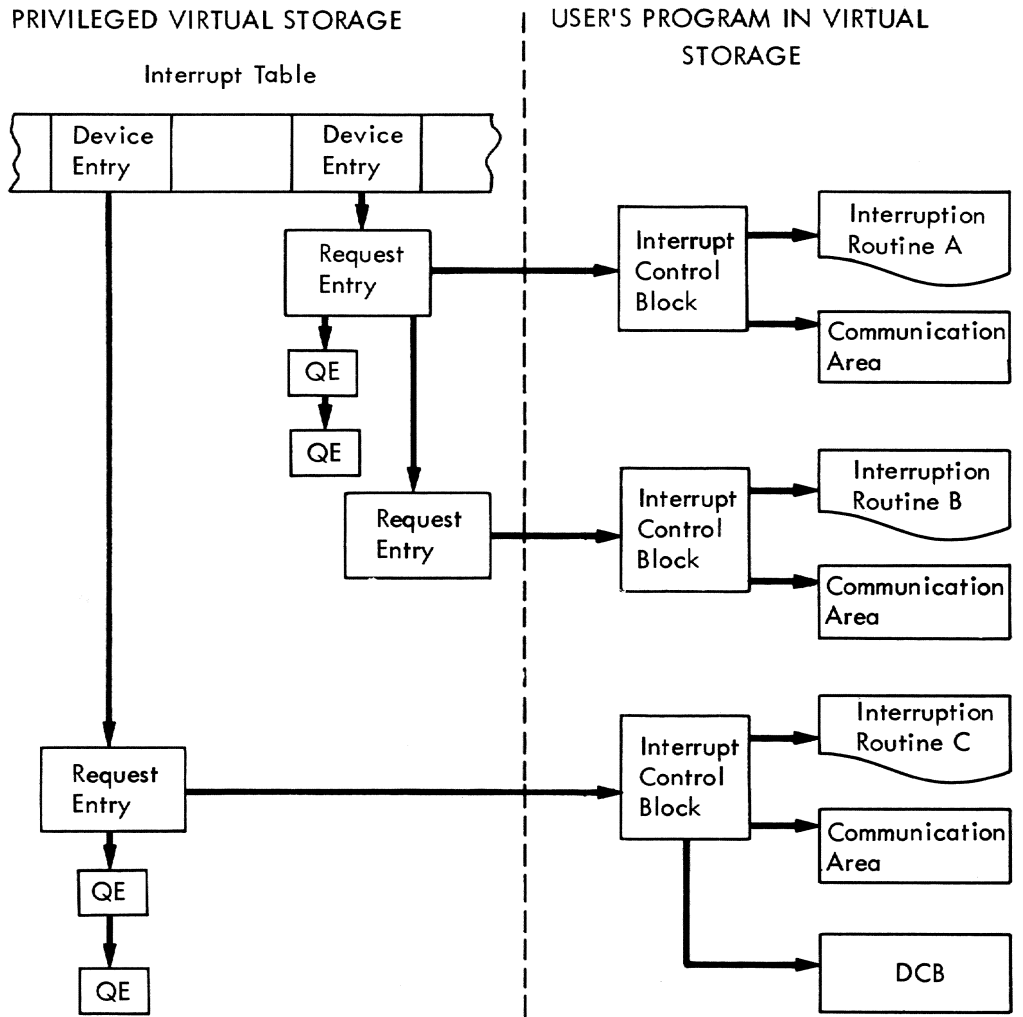 PRIVILEGED VIRTUAL STORAGE
USER'S PROGRAM IN VIRTUAL
STORAGE
Interrupt Table
Device
Entry
Device
Entry
Request
Entry
Interrupt
Control
Block
Interruption
Routine A
Communication
Area
QE
QE
Request
Entry
Interrupt
Control
Block
Interruption
Routine B
Communication
Area
Request
Entry
Interrupt
Control
Block
Interruption
Routine C
Communication
Area
QE
QE
DCB